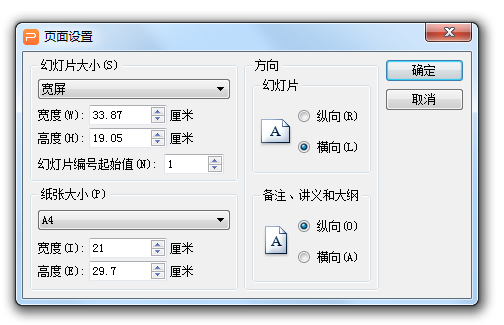 页面设置
幻灯片大小(S)
宽屏
宽度(W): 33.87 厘米
高度(H): 19.05 厘米
幻灯片编号起始值(N): 1
纸张大小(P)
A4
宽度(I): 21 厘米
高度(E): 29.7 厘米
方向
幻灯片
A
纵向(R)
横向(L)
备注、讲义和大纲
A
纵向(O)
横向(A)
确定
取消